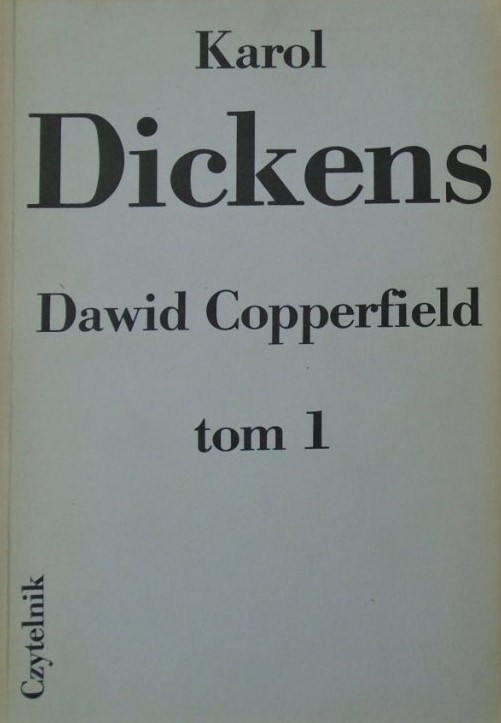 Karol
Dickens
Dawid Copperfield
tom 1
Czytelnik